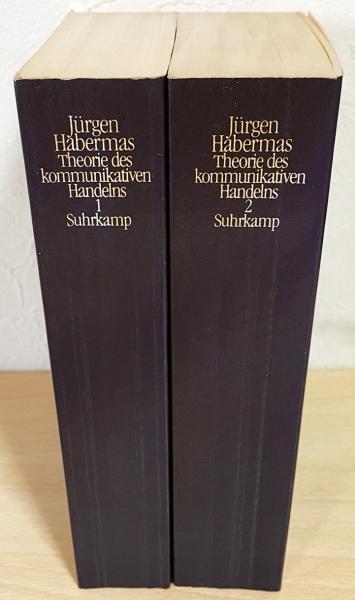 Jürgen
Habermas
Theorie des
kommunikativen
Handelns
1
Suhrkamp
Jürgen
Habermas
Theorie des
kommunikativen
Handelns
2
Suhrkamp